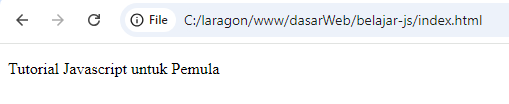 File C:/laragon/www/dasarWeb/belajar-js/index.html
Tutorial Javascript untuk Pemula